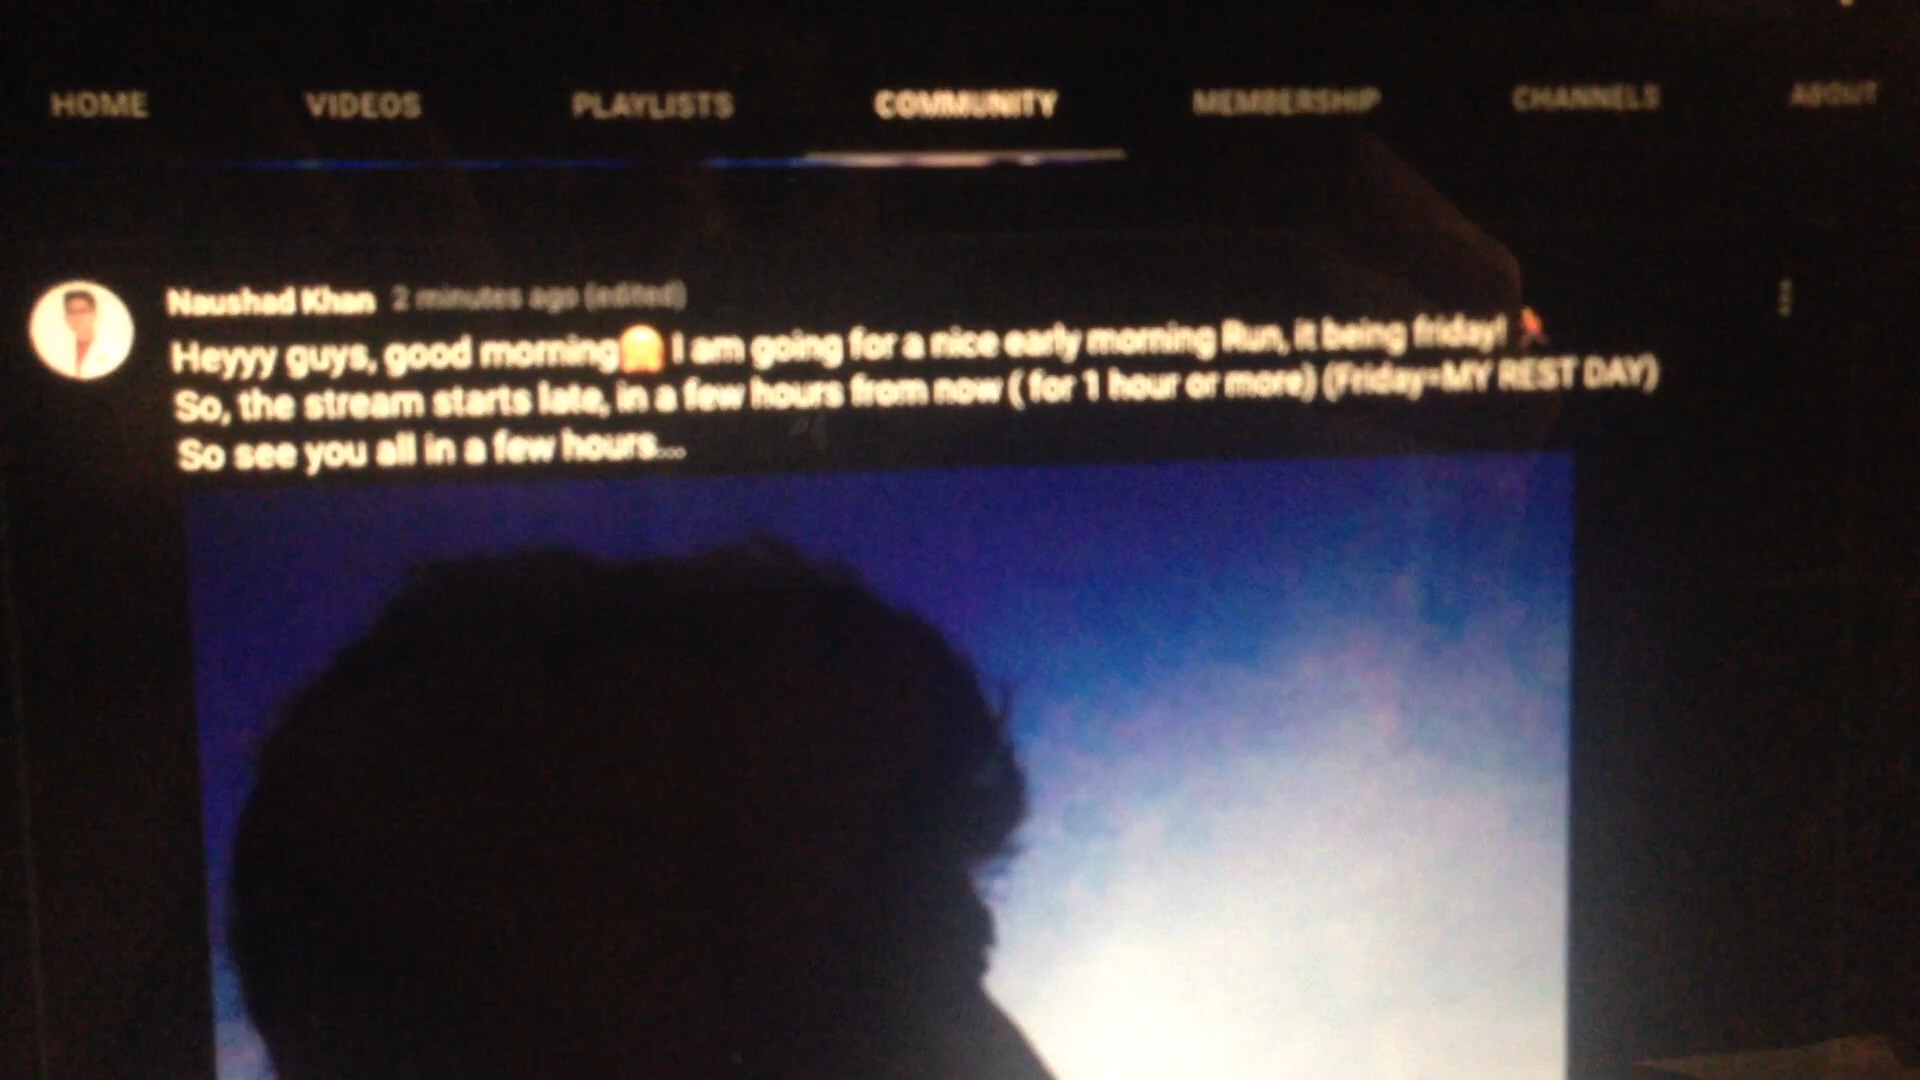 HOME VIDEOS PLAYLISTS COMMUNITY MEMBERSHIP CHANNELS ABOUT
Naushad Khan 2 minutes ago (edited)
Heyyy guys, good morning🤗 I am going for a nice early morning Run, it being friday! 🏃
So, the stream starts late, in a few hours from now ( for 1 hour or more) (Friday=MY REST DAY)
So see you all in a few hours....